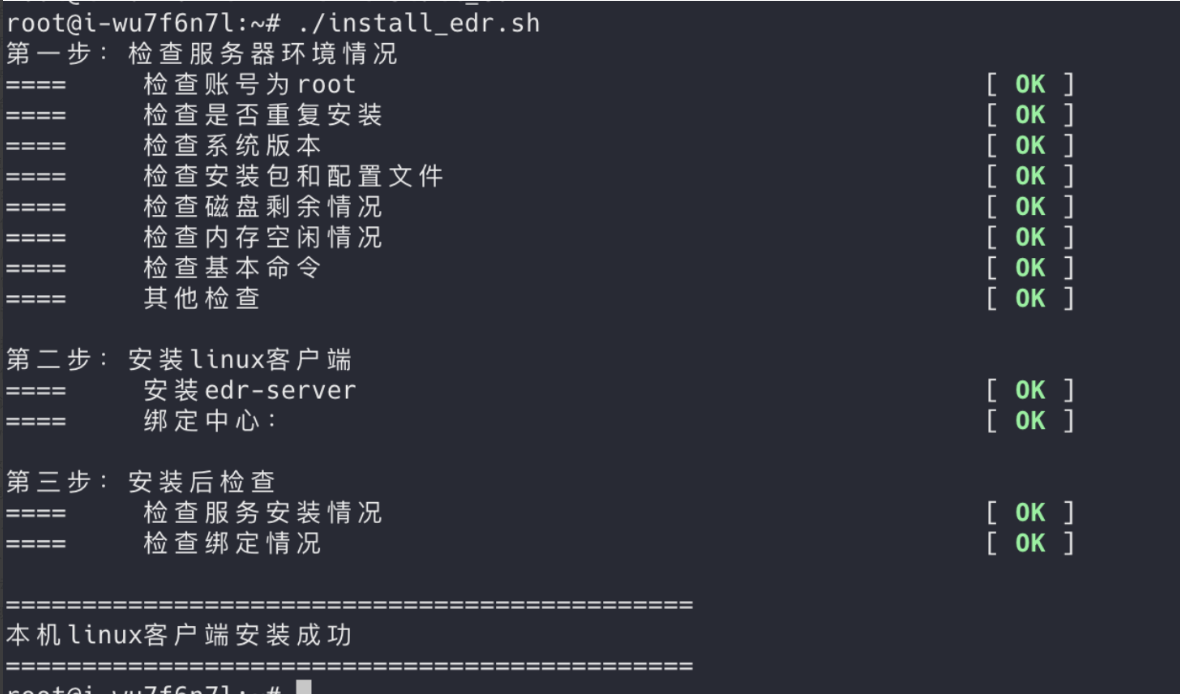 root@i-wu7f6n7l:~# ./install_edr.sh
第一步：检查服务器环境情况
==== 检查账号为root [ OK ]
==== 检查是否重复安装 [ OK ]
==== 检查系统版本 [ OK ]
==== 检查安装包和配置文件 [ OK ]
==== 检查磁盘剩余情况 [ OK ]
==== 检查内存空闲情况 [ OK ]
==== 检查基本命令 [ OK ]
==== 其他检查 [ OK ]
第二步：安装linux客户端
==== 安装edr-server [ OK ]
==== 绑定中心： [ OK ]
第三步：安装后检查
==== 检查服务安装情况 [ OK ]
==== 检查绑定情况 [ OK ]
=============================================
本机linux客户端安装成功
=============================================
root@i-wu7f6n7l:~#